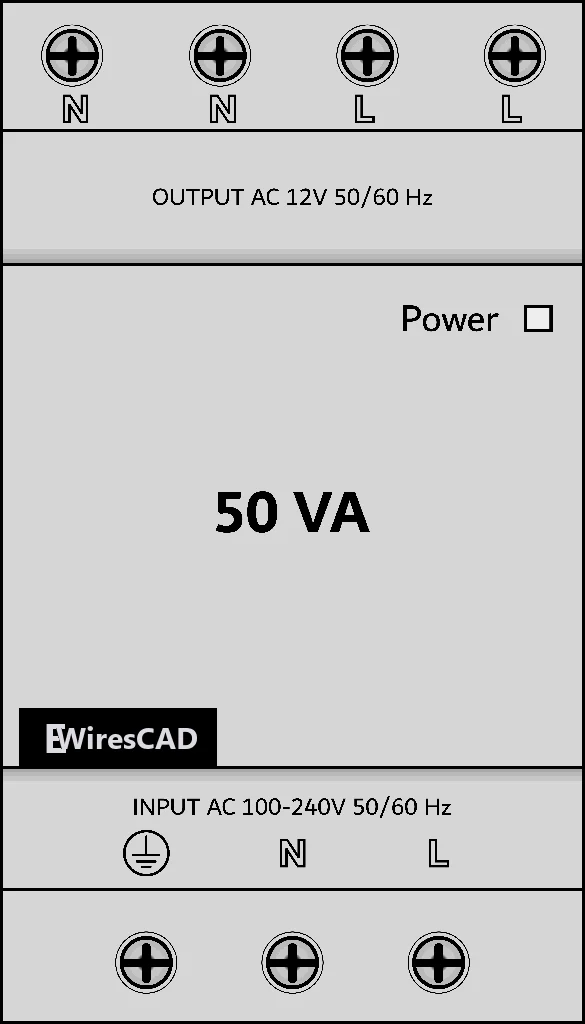 N N L L
OUTPUT AC 12V 50/60 Hz
Power
50 VA
EWiresCAD
INPUT AC 100-240V 50/60 Hz
N L